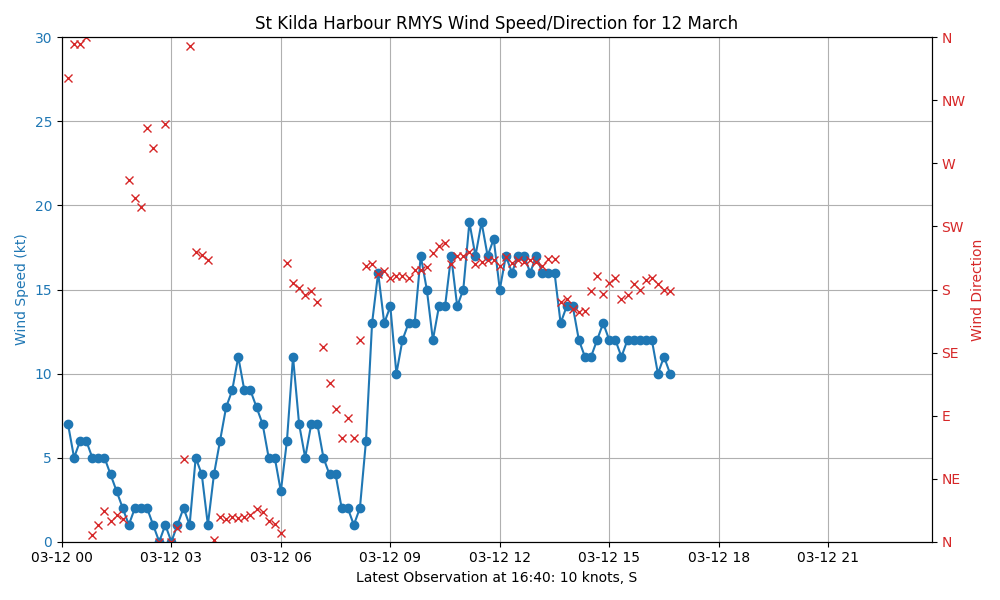 St Kilda Harbour RMYS Wind Speed/Direction for 12 March
30
25
20
15
10
5
0
Wind Speed (kt)
N
NW
W
SW
S
SE
E
NE
N
Wind Direction
03-12 00
03-12 03
03-12 06
03-12 09
03-12 12
03-12 15
03-12 18
03-12 21
Latest Observation at 16:40: 10 knots, S